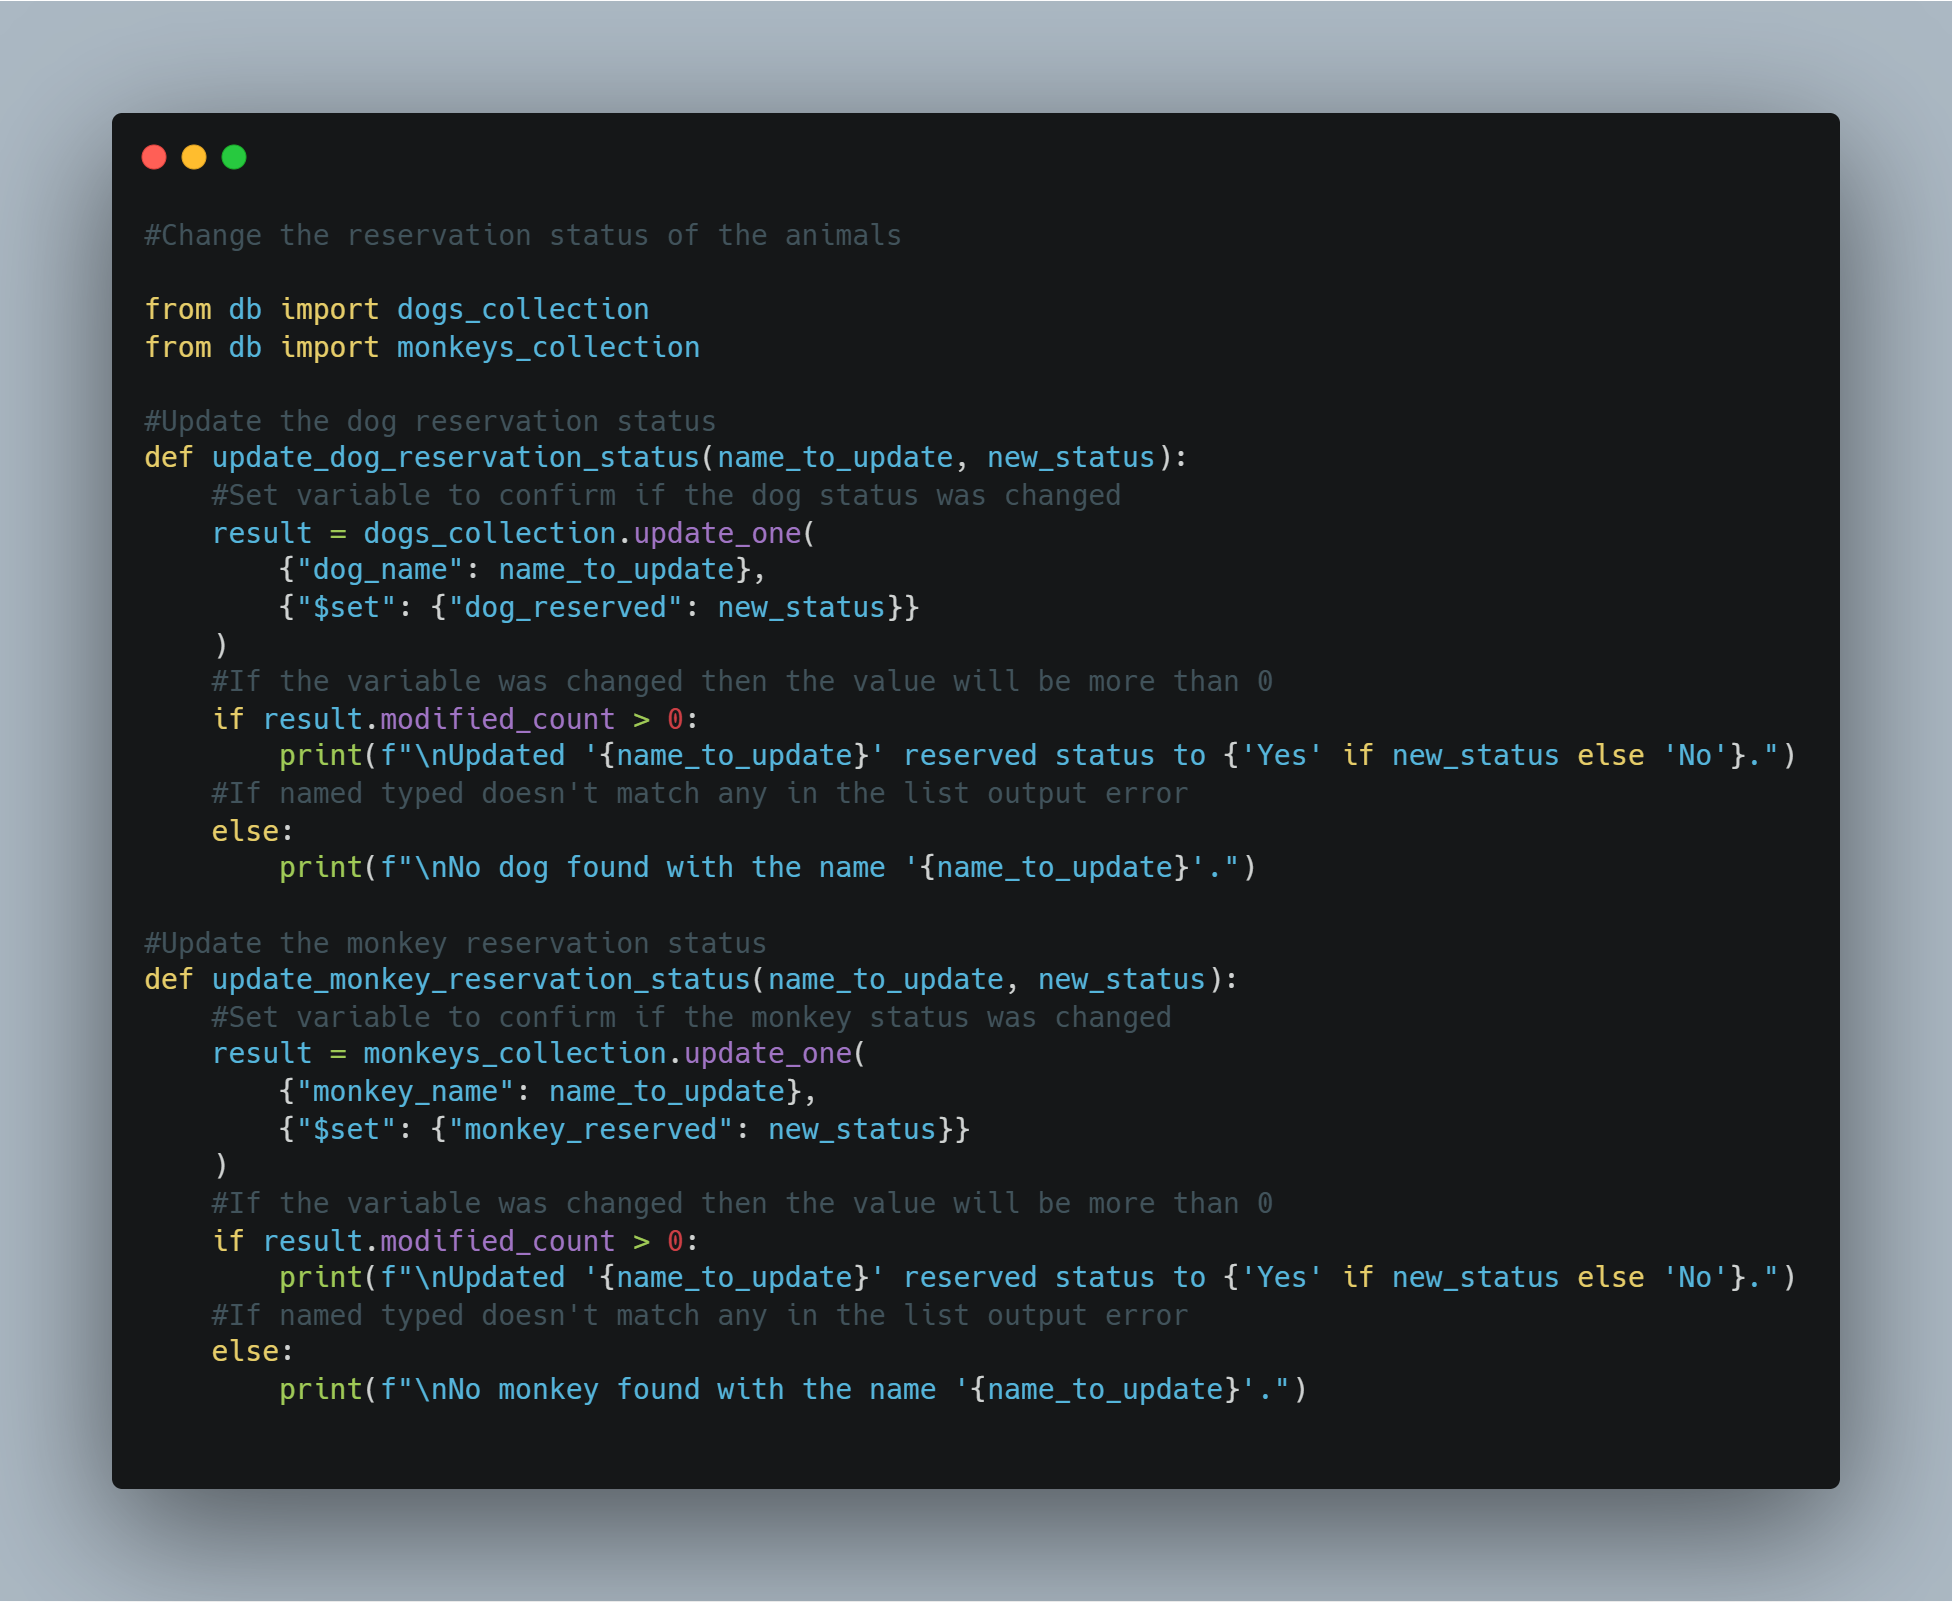 #Change the reservation status of the animals

from db import dogs_collection
from db import monkeys_collection

#Update the dog reservation status
def update_dog_reservation_status(name_to_update, new_status):
    #Set variable to confirm if the dog status was changed
    result = dogs_collection.update_one(
        {"dog_name": name_to_update},
        {"$set": {"dog_reserved": new_status}}
    )
    #If the variable was changed then the value will be more than 0
    if result.modified_count > 0:
        print(f"\nUpdated '{name_to_update}' reserved status to {'Yes' if new_status else 'No'}.")
    #If named typed doesn't match any in the list output error
    else:
        print(f"\nNo dog found with the name '{name_to_update}'.")

#Update the monkey reservation status
def update_monkey_reservation_status(name_to_update, new_status):
    #Set variable to confirm if the monkey status was changed
    result = monkeys_collection.update_one(
        {"monkey_name": name_to_update},
        {"$set": {"monkey_reserved": new_status}}
    )
    #If the variable was changed then the value will be more than 0
    if result.modified_count > 0:
        print(f"\nUpdated '{name_to_update}' reserved status to {'Yes' if new_status else 'No'}.")
    #If named typed doesn't match any in the list output error
    else:
        print(f"\nNo monkey found with the name '{name_to_update}'.")